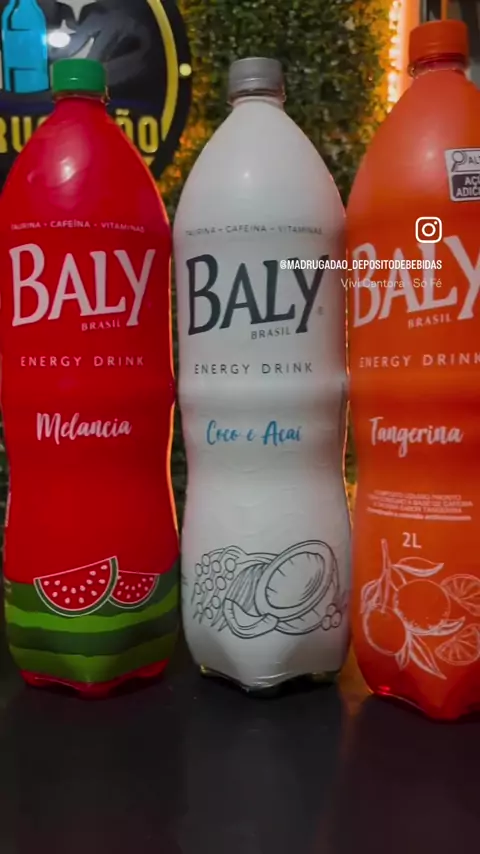 TAURINA • CAFEÍNA • VITAMINAS
BALY
BRASIL
ENERGY DRINK
Melancia
TAURINA • CAFEÍNA • VITAMINAS
BALY
BRASIL
ENERGY DRINK
Coco e Açaí
BALY
BRASIL
ENERGY DRINK
Tangerina
2L
@MADRUGADAO_DEPOSITODEBEBIDAS
Vivi Cantora · Só Fé